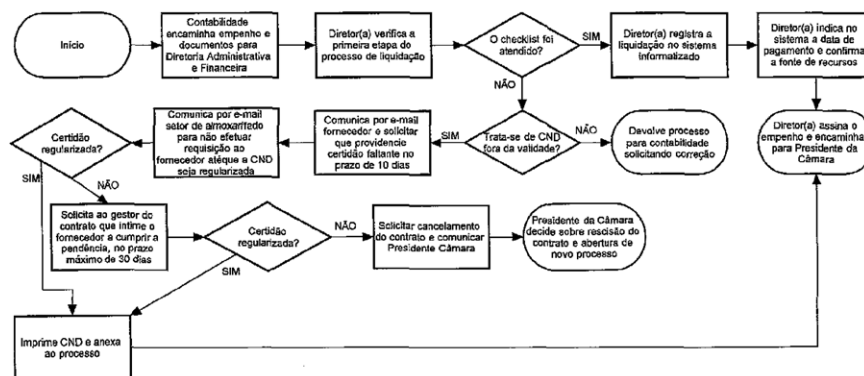 Início
Contabilidade
encaminha empenho e
documentos para
Diretoria Administrativa
e Financeira
Diretor(a) verifica a
primeira etapa do
processo de liquidação
O checklist foi
atendido?
SIM
Diretor(a) registra a
liquidação no sistema
informatizado
Diretor(a) indica no
sistema a data de
pagamento e confirma
a fonte de recursos
NÃO
Certidão
regularizada?
Comunica por e-mail
setor de almoxarifado
para não efetuar
requisição ao
fornecedor atéque a CND
seja regularizada
Comunica por e-mail
fornecedor e solicitar
que providencie
certidão faltante no
prazo de 10 dias
SIM
Trata-se de CND
fora da validade?
NÃO
Devolve processo
para contabilidade
solicitando correção
Diretor(a) assina o
empenho e encaminha
para Presidente da
Câmara
SIM
NÃO
Solicita ao gestor do
contrato que intime o
fornecedor a cumprir a
pendência, no prazo
máximo de 30 dias
Certidão
regularizada?
NÃO
Solicitar cancelamento
do contrato e comunicar
Presidente Câmara
Presidente da Câmara
decide sobre rescisão do
contrato e abertura de
novo processo
SIM
Imprime CND e anexa
ao processo